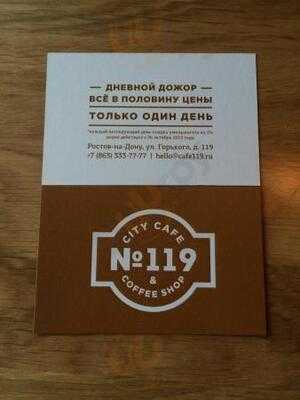 ДНЕВНОЙ ДОЖОР
ВСЁ В ПОЛОВИНУ ЦЕНЫ
ТОЛЬКО ОДИН ДЕНЬ
Ростов-на-Дону, ул. Горького, д. 119
+7 (863) 333-77-77 | hello@cafe119.ru
CITY CAFE
№119
&
COFFEE SHOP